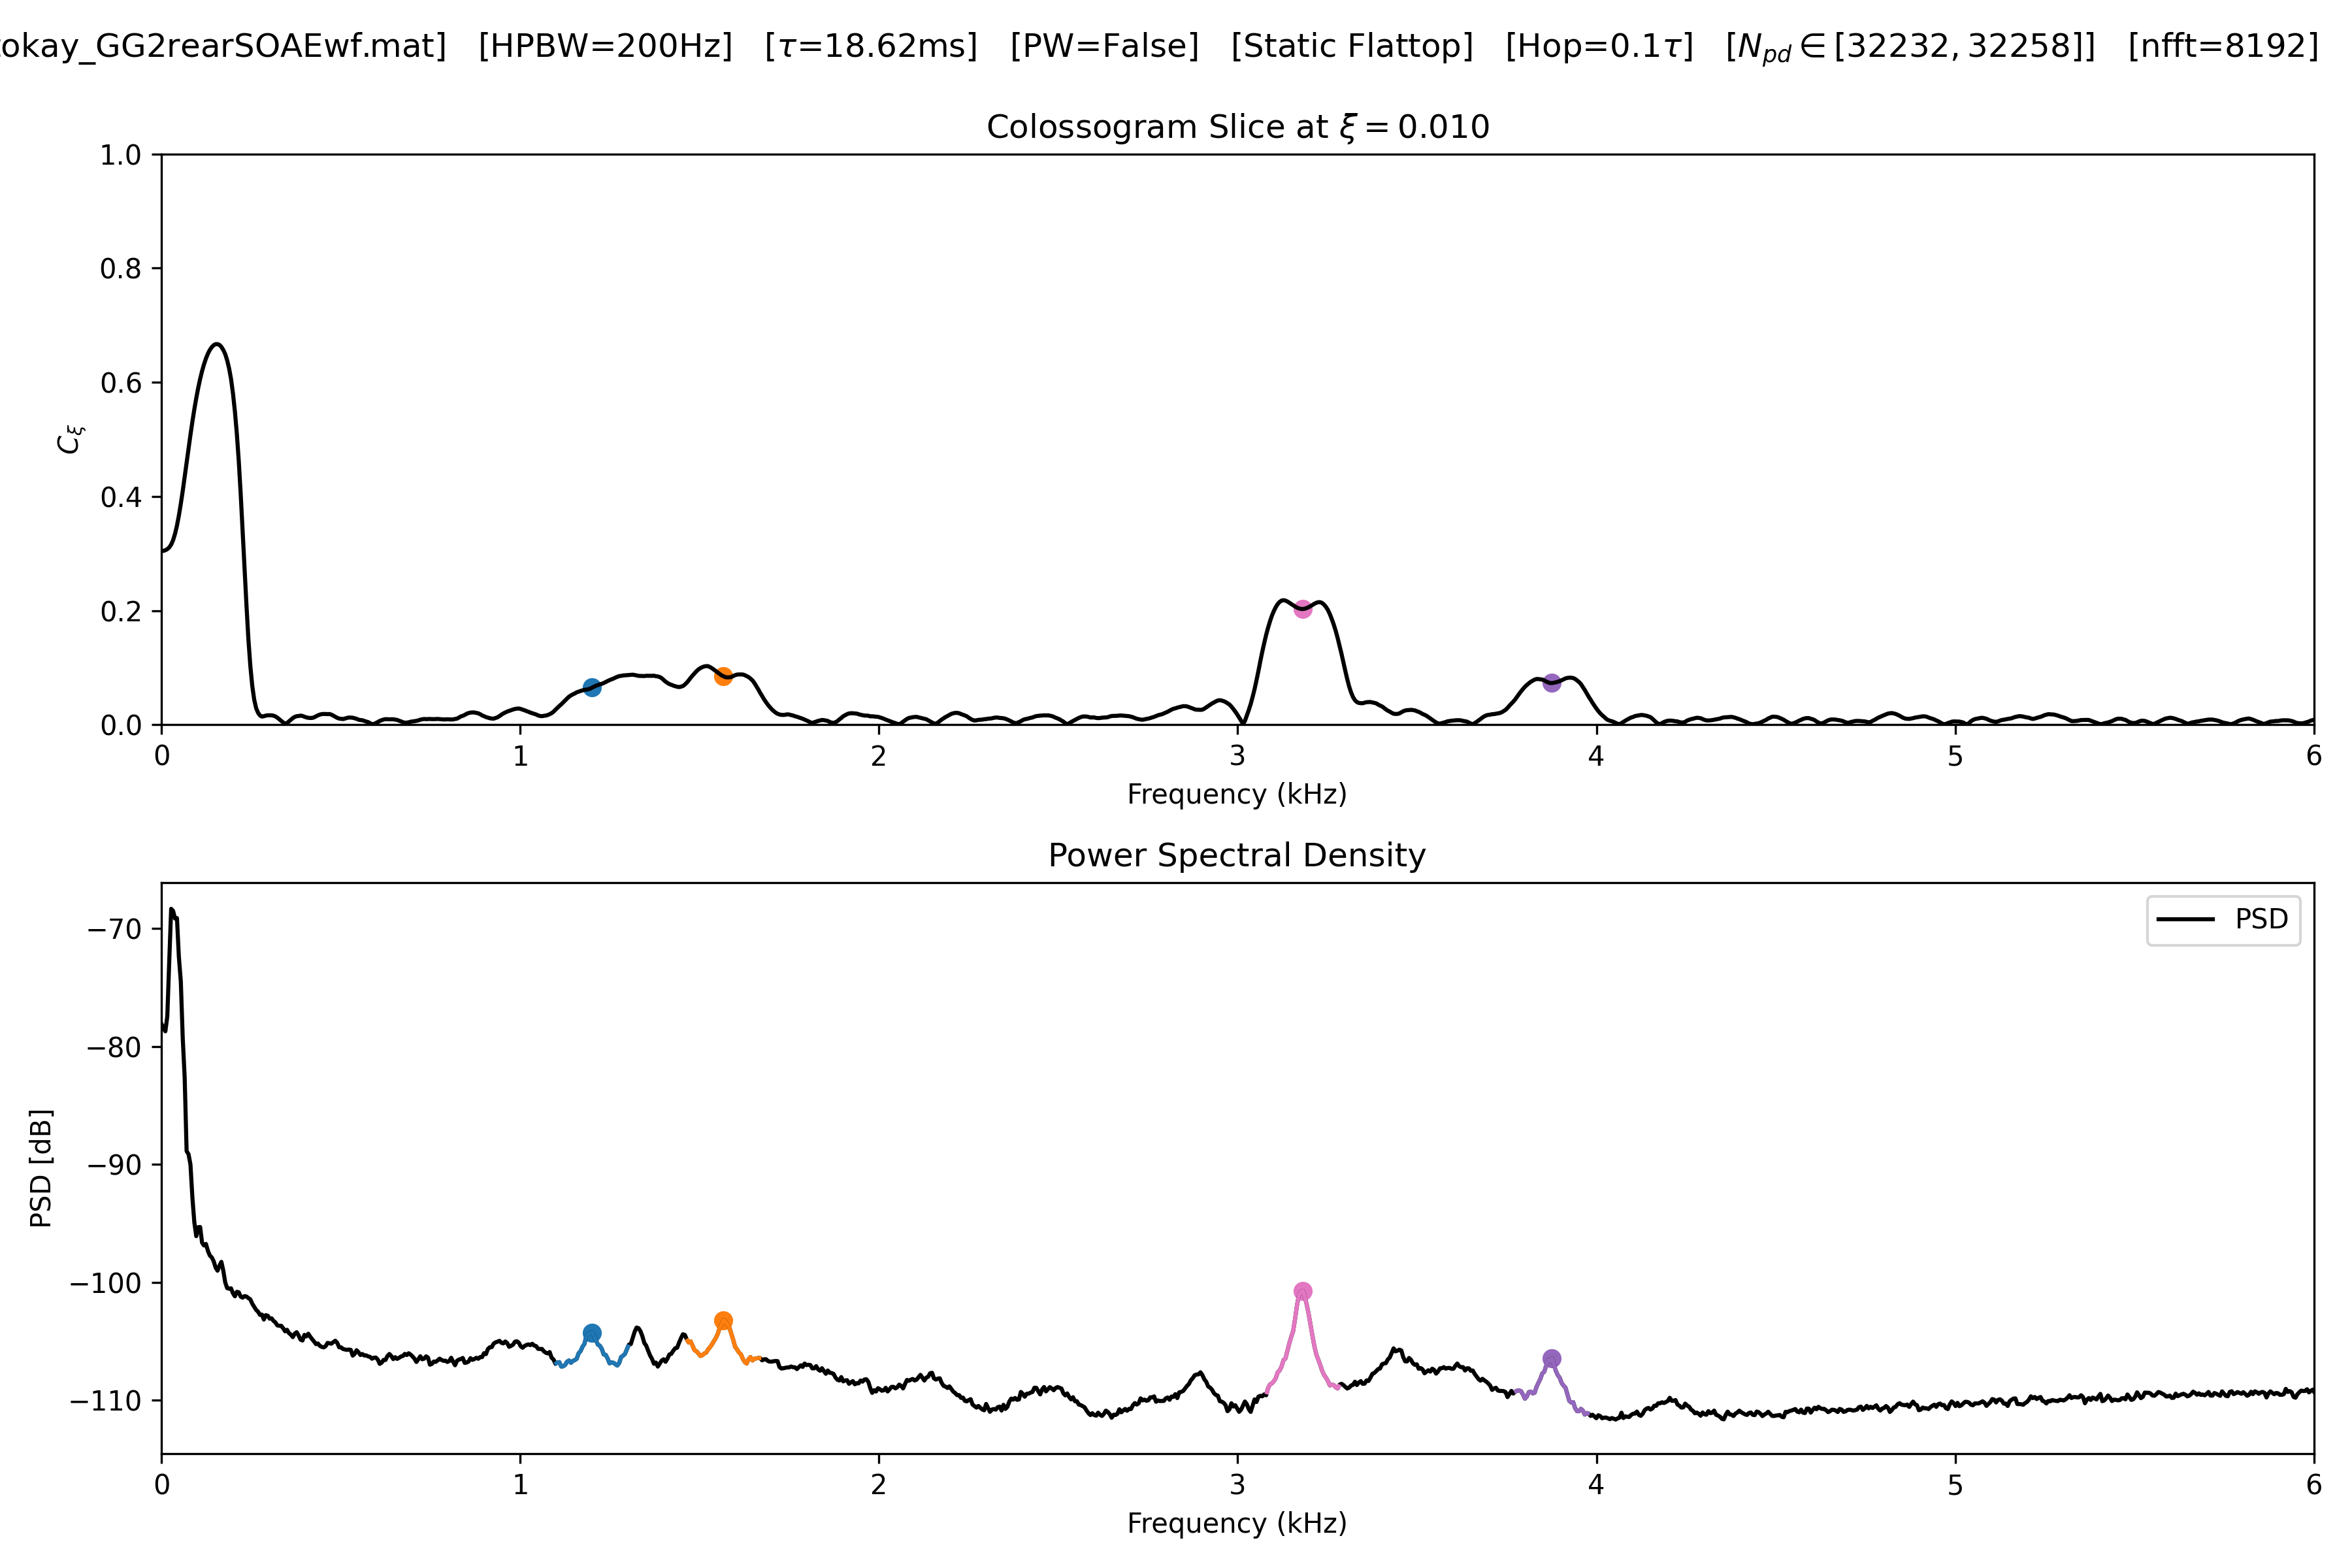 okay_GG2rearSOAEwf.mat] [HPBW=200Hz] [τ=18.62ms] [PW=False] [Static Flattop] [Hop=0.1τ] [N_{pd} ∈ [32232, 32258]] [nfft=8192]
Colossogram Slice at ξ = 0.010
1.0
0.8
0.6
0.4
0.2
0.0
C_ξ
0 1 2 3 4 5 6
Frequency (kHz)
Power Spectral Density
PSD
−70
−80
−90
−100
−110
PSD [dB]
0 1 2 3 4 5 6
Frequency (kHz)